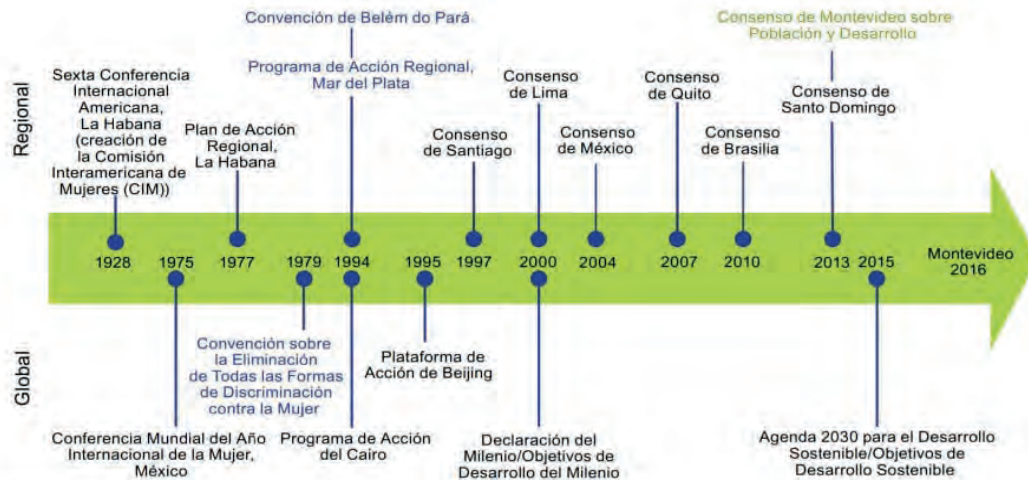 Convención de Belém do Pará
Programa de Acción Regional,
Mar del Plata
Consenso de Montevideo sobre
Población y Desarrollo
Regional
Sexta Conferencia
Internacional
Americana,
La Habana
(creación de
la Comisión
Interamericana de
Mujeres (CIM))
Plan de Acción
Regional,
La Habana
Consenso
de Santiago
Consenso
de Lima
Consenso
de México
Consenso
de Quito
Consenso
de Brasilia
Consenso de
Santo Domingo
1928
1975
1977
1979
1994
1995
1997
2000
2004
2007
2010
2013
2015
Montevideo
2016
Global
Conferencia Mundial del Año
Internacional de la Mujer,
México
Convención sobre
la Eliminación
de Todas las Formas
de Discriminación
contra la Mujer
Programa de Acción
del Cairo
Plataforma de
Acción de Beijing
Declaración del
Milenio/Objetivos de
Desarrollo del Milenio
Agenda 2030 para el Desarrollo
Sostenible/Objetivos de
Desarrollo Sostenible